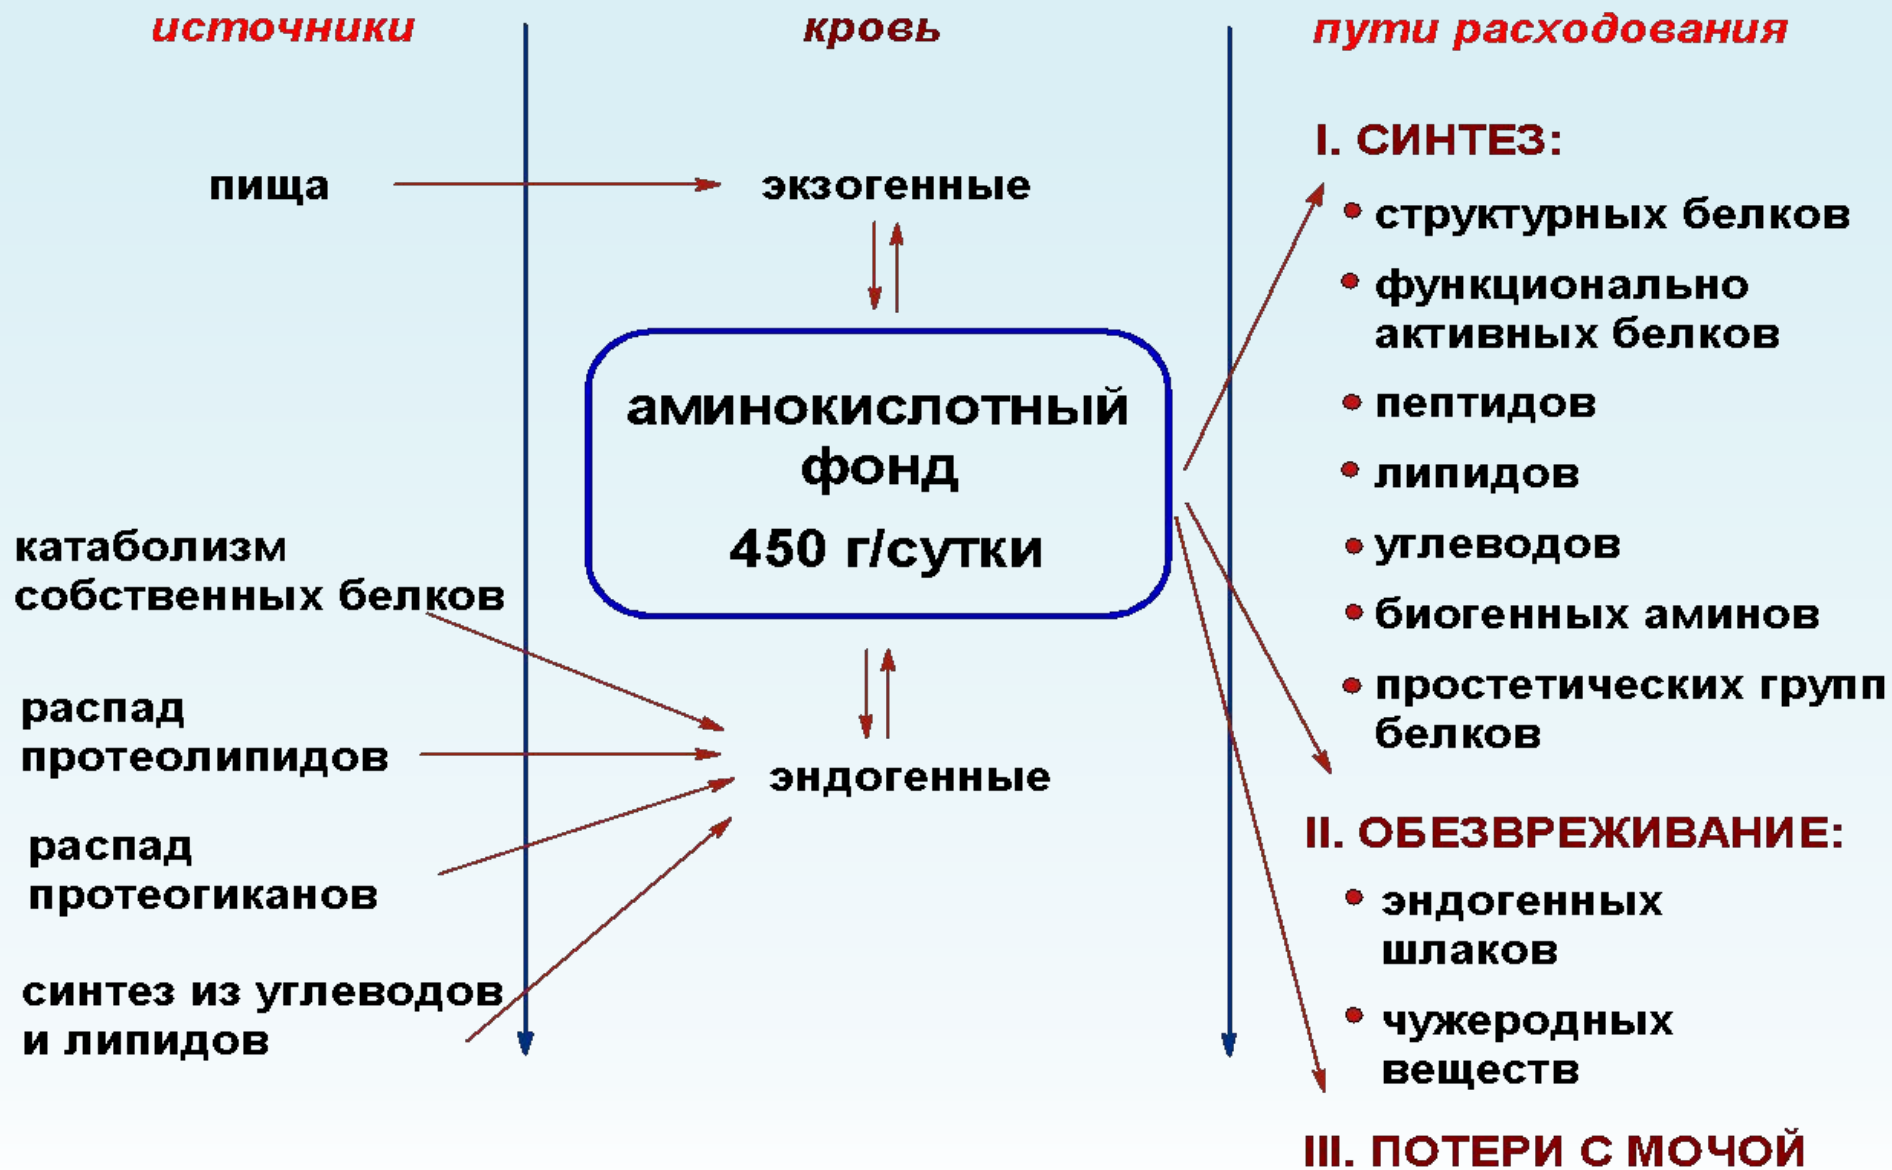 источники
кровь
пути расходования
пища
экзогенные
аминокислотный
фонд
450 г/сутки
катаболизм
собственных белков
распад
протеолипидов
распад
протеогиканов
синтез из углеводов
и липидов
эндогенные
I. СИНТЕЗ:
• структурных белков
• функционально
активных белков
• пептидов
• липидов
• углеводов
• биогенных аминов
• простетических групп
белков
II. ОБЕЗВРЕЖИВАНИЕ:
• эндогенных
шлаков
• чужеродных
веществ
III. ПОТЕРИ С МОЧОЙ